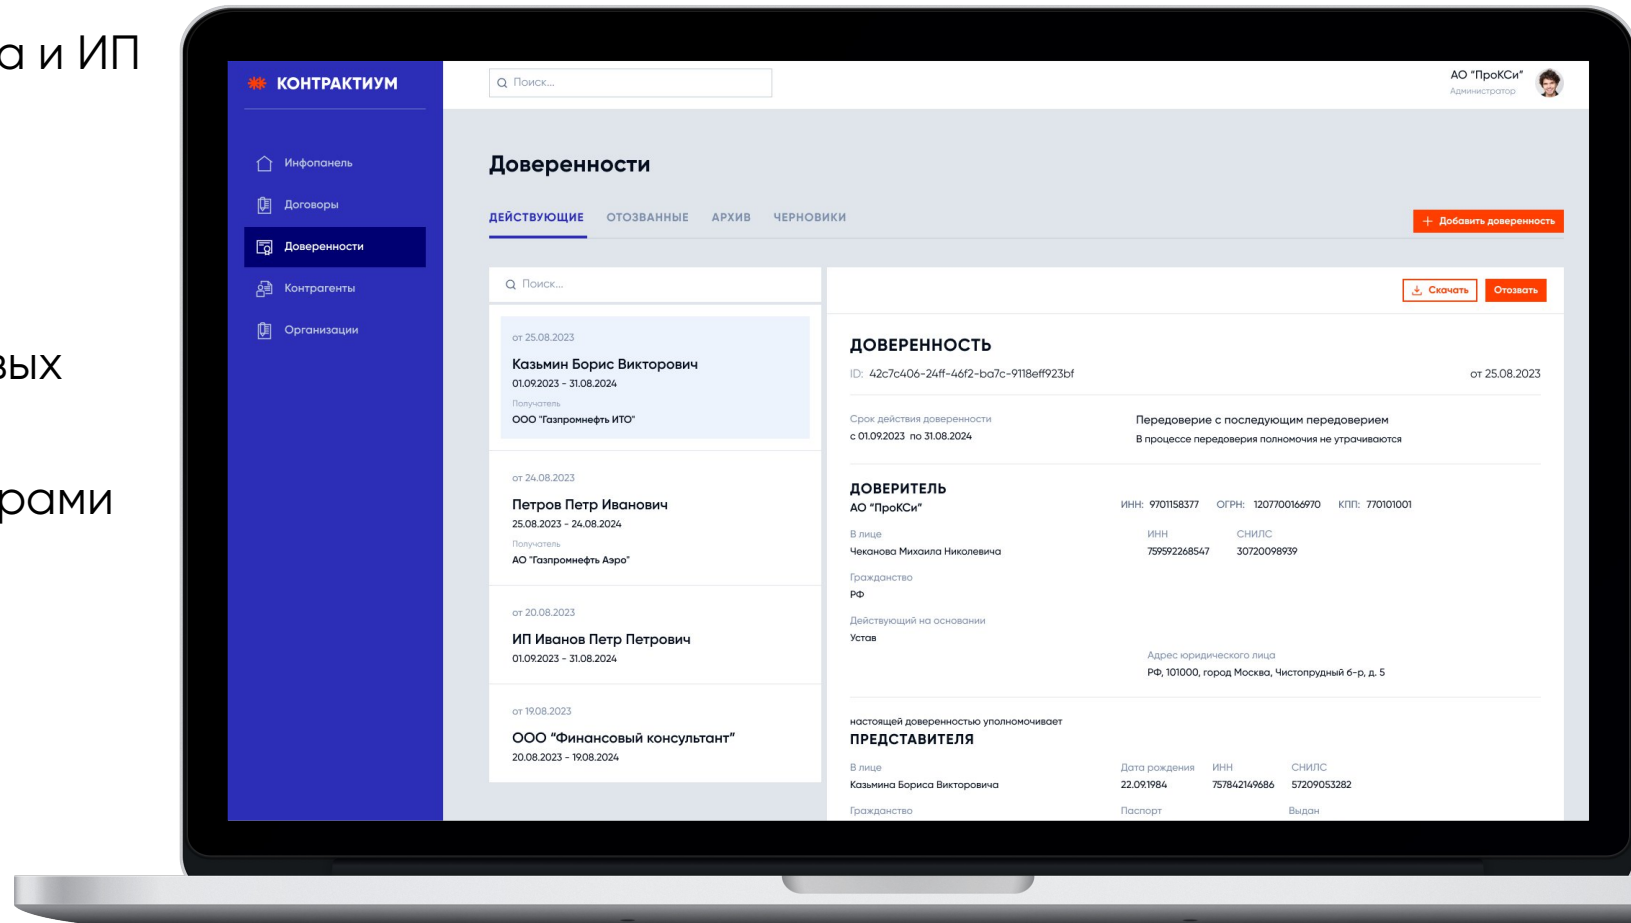 а и ИП
вых
рами
КОНТРАКТИУМ
Поиск...
АО "ПроКСи"
Администратор
Инфопанель
Договоры
Доверенности
Контрагенты
Организации
Доверенности
ДЕЙСТВУЮЩИЕ ОТОЗВАННЫЕ АРХИВ ЧЕРНОВИКИ
+ Добавить доверенность
Поиск...
от 25.08.2023
Казьмин Борис Викторович
01.09.2023 - 31.08.2024
Получатель
ООО "Газпромнефть ИТО"
от 24.08.2023
Петров Петр Иванович
25.08.2023 - 24.08.2024
Получатель
АО "Газпромнефть Аэро"
от 20.08.2023
ИП Иванов Петр Петрович
01.09.2023 - 31.08.2024
от 19.08.2023
ООО "Финансовый консультант"
20.08.2023 - 19.08.2024
Скачать Отозвать
ДОВЕРЕННОСТЬ
ID: 42c7c406-24ff-46f2-ba7c-9118eff923bf от 25.08.2023
Срок действия доверенности
с 01.09.2023 по 31.08.2024
Передоверие с последующим передоверием
В процессе передоверия полномочия не утрачиваются
ДОВЕРИТЕЛЬ
АО "ПроКСи" ИНН: 9701158377 ОГРН: 1207700166970 КПП: 770101001
В лице ИНН СНИЛС
Чеканова Михаила Николевича 759592268547 30720098939
Гражданство
РФ
Действующий на основании
Устав
Адрес юридического лица
РФ, 101000, город Москва, Чистопрудный б-р, д. 5
настоящей доверенностью уполномочивает
ПРЕДСТАВИТЕЛЯ
В лице Дата рождения ИНН СНИЛС
Казьмина Бориса Викторовича 22.09.1984 757842149686 57209053282
Гражданство Паспорт Выдан